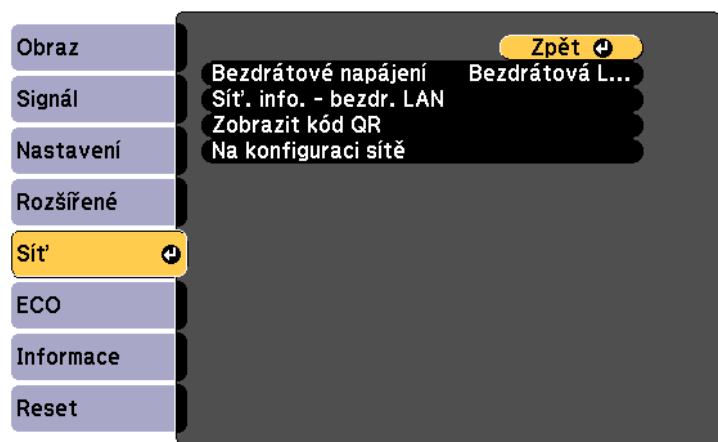 Obraz
Signál
Nastavení
Rozšířené
Síť
ECO
Informace
Reset
Zpět
Bezdrátové napájení Bezdrátová L...
Síť. info. - bezdr. LAN
Zobrazit kód QR
Na konfiguraci sítě